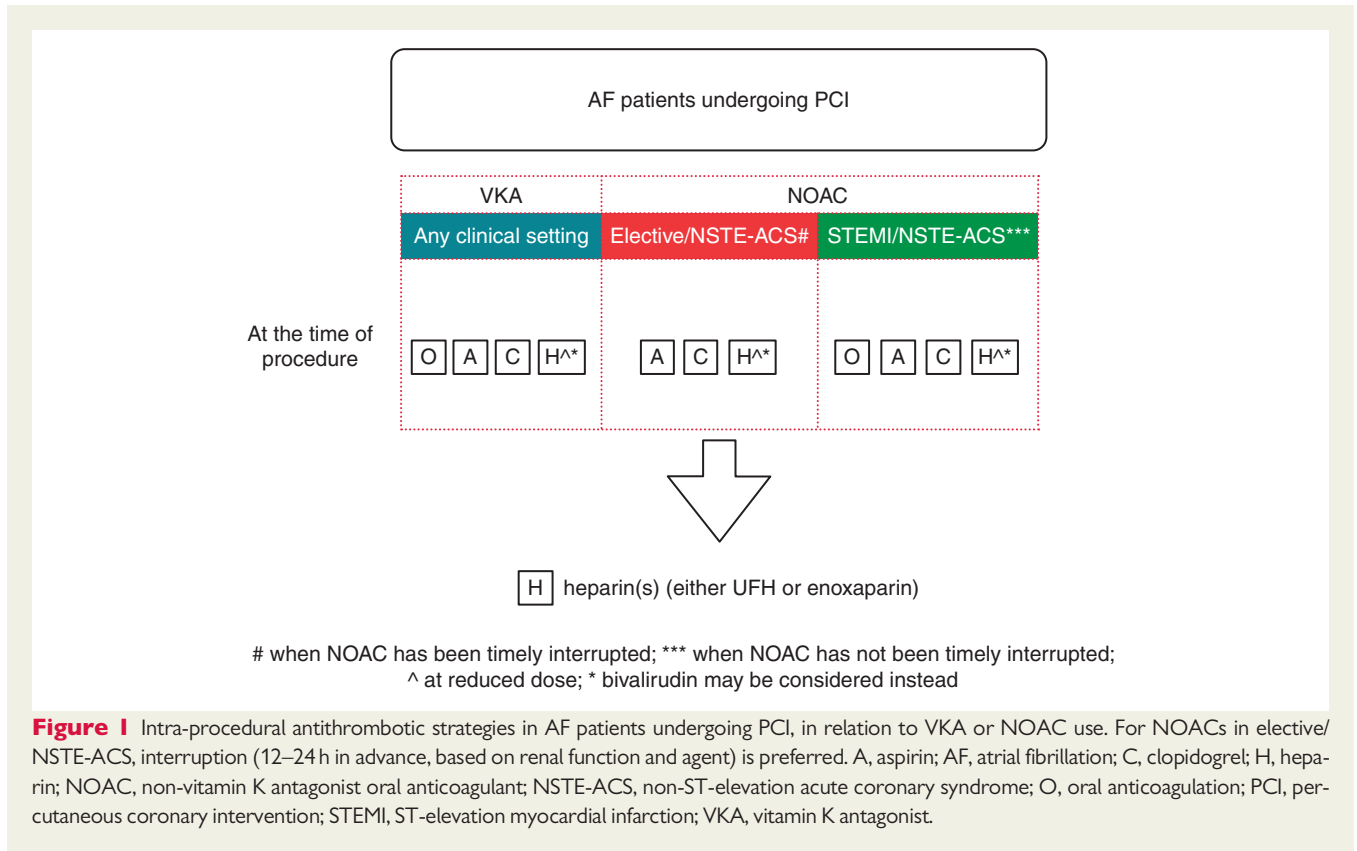 AF patients undergoing PCI
VKA
NOAC
Any clinical setting
Elective/NSTE-ACS#
STEMI/NSTE-ACS***
At the time of
procedure
O A C H^*
A C H^*
O A C H^*
H heparin(s) (either UFH or enoxaparin)
# when NOAC has been timely interrupted; *** when NOAC has not been timely interrupted;
^ at reduced dose; * bivalirudin may be considered instead
Figure 1 Intra-procedural antithrombotic strategies in AF patients undergoing PCI, in relation to VKA or NOAC use. For NOACs in elective/
NSTE-ACS, interruption (12–24 h in advance, based on renal function and agent) is preferred. A, aspirin; AF, atrial fibrillation; C, clopidogrel; H, hepa-
rin; NOAC, non-vitamin K antagonist oral anticoagulant; NSTE-ACS, non-ST-elevation acute coronary syndrome; O, oral anticoagulation; PCI, per-
cutaneous coronary intervention; STEMI, ST-elevation myocardial infarction; VKA, vitamin K antagonist.